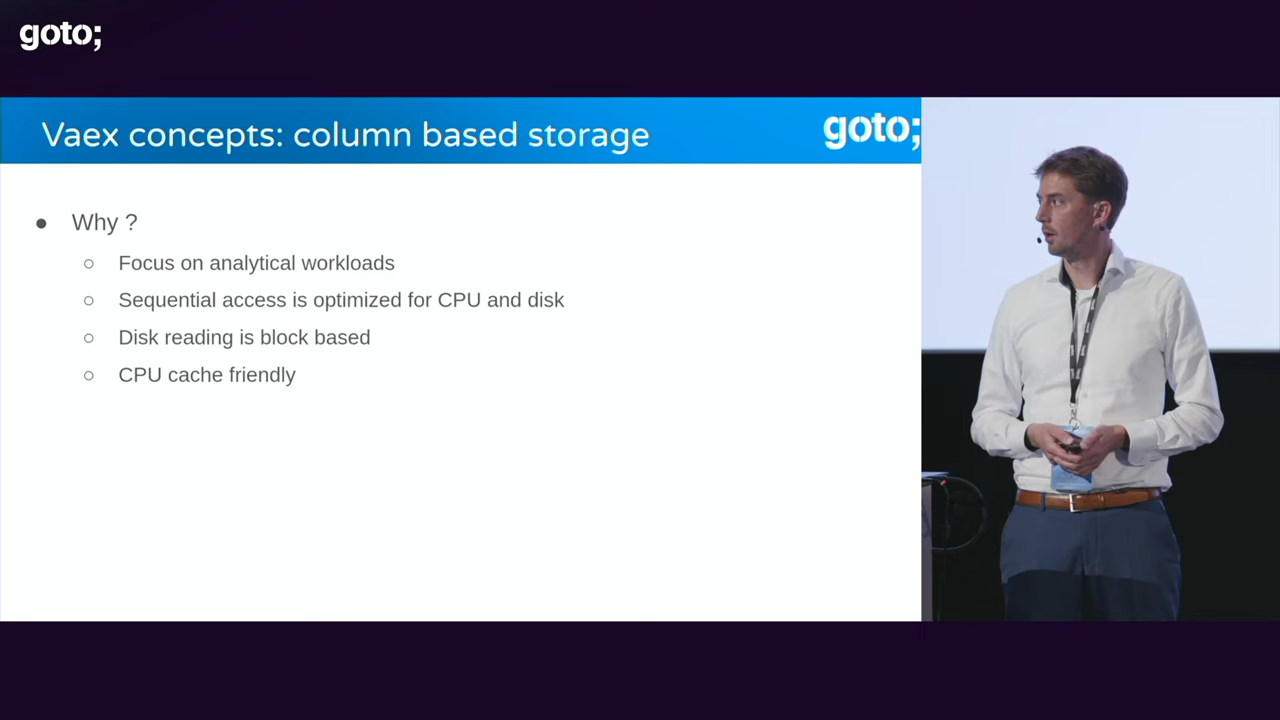 goto;
Vaex concepts: column based storage
goto;
● Why ?
○ Focus on analytical workloads
○ Sequential access is optimized for CPU and disk
○ Disk reading is block based
○ CPU cache friendly